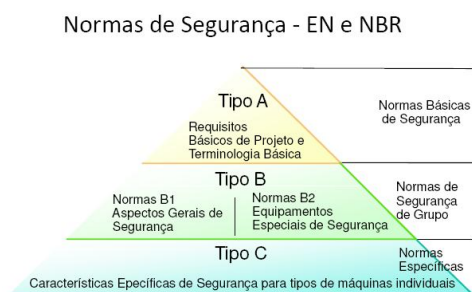 Normas de Segurança - EN e NBR
Tipo A
Requisitos
Básicos de Projeto e
Terminologia Básica
Normas Básicas
de Segurança
Tipo B
Normas B1
Aspectos Gerais de
Segurança
Normas B2
Equipamentos
Especiais de Segurança
Normas de
Segurança
de Grupo
Tipo C
Características Epecíficas de Segurança para tipos de máquinas individuais
Normas
Específicas